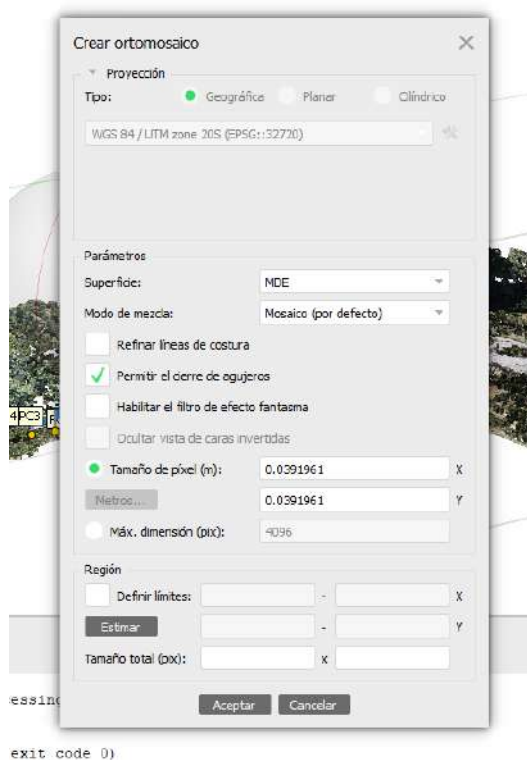 Crear ortomosaico
Proyección
Tipo: Geográfica Planar Cilíndrico
WGS 84 / UTM zone 20S (EPSG::32720)
Parámetros
Superficie: MDE
Modo de mezcla: Mosaico (por defecto)
Refinar líneas de costura
Permitir el cierre de agujeros
Habilitar el filtro de efecto fantasma
Ocultar vista de caras invertidas
Tamaño de píxel (m): 0.0391961 X
Metros... 0.0391961 Y
Máx. dimensión (pix): 4096
4 PC3
Región
Definir límites: - X
Estimar - Y
Tamaño total (pix): x
Aceptar Cancelar
essing
exit code 0)